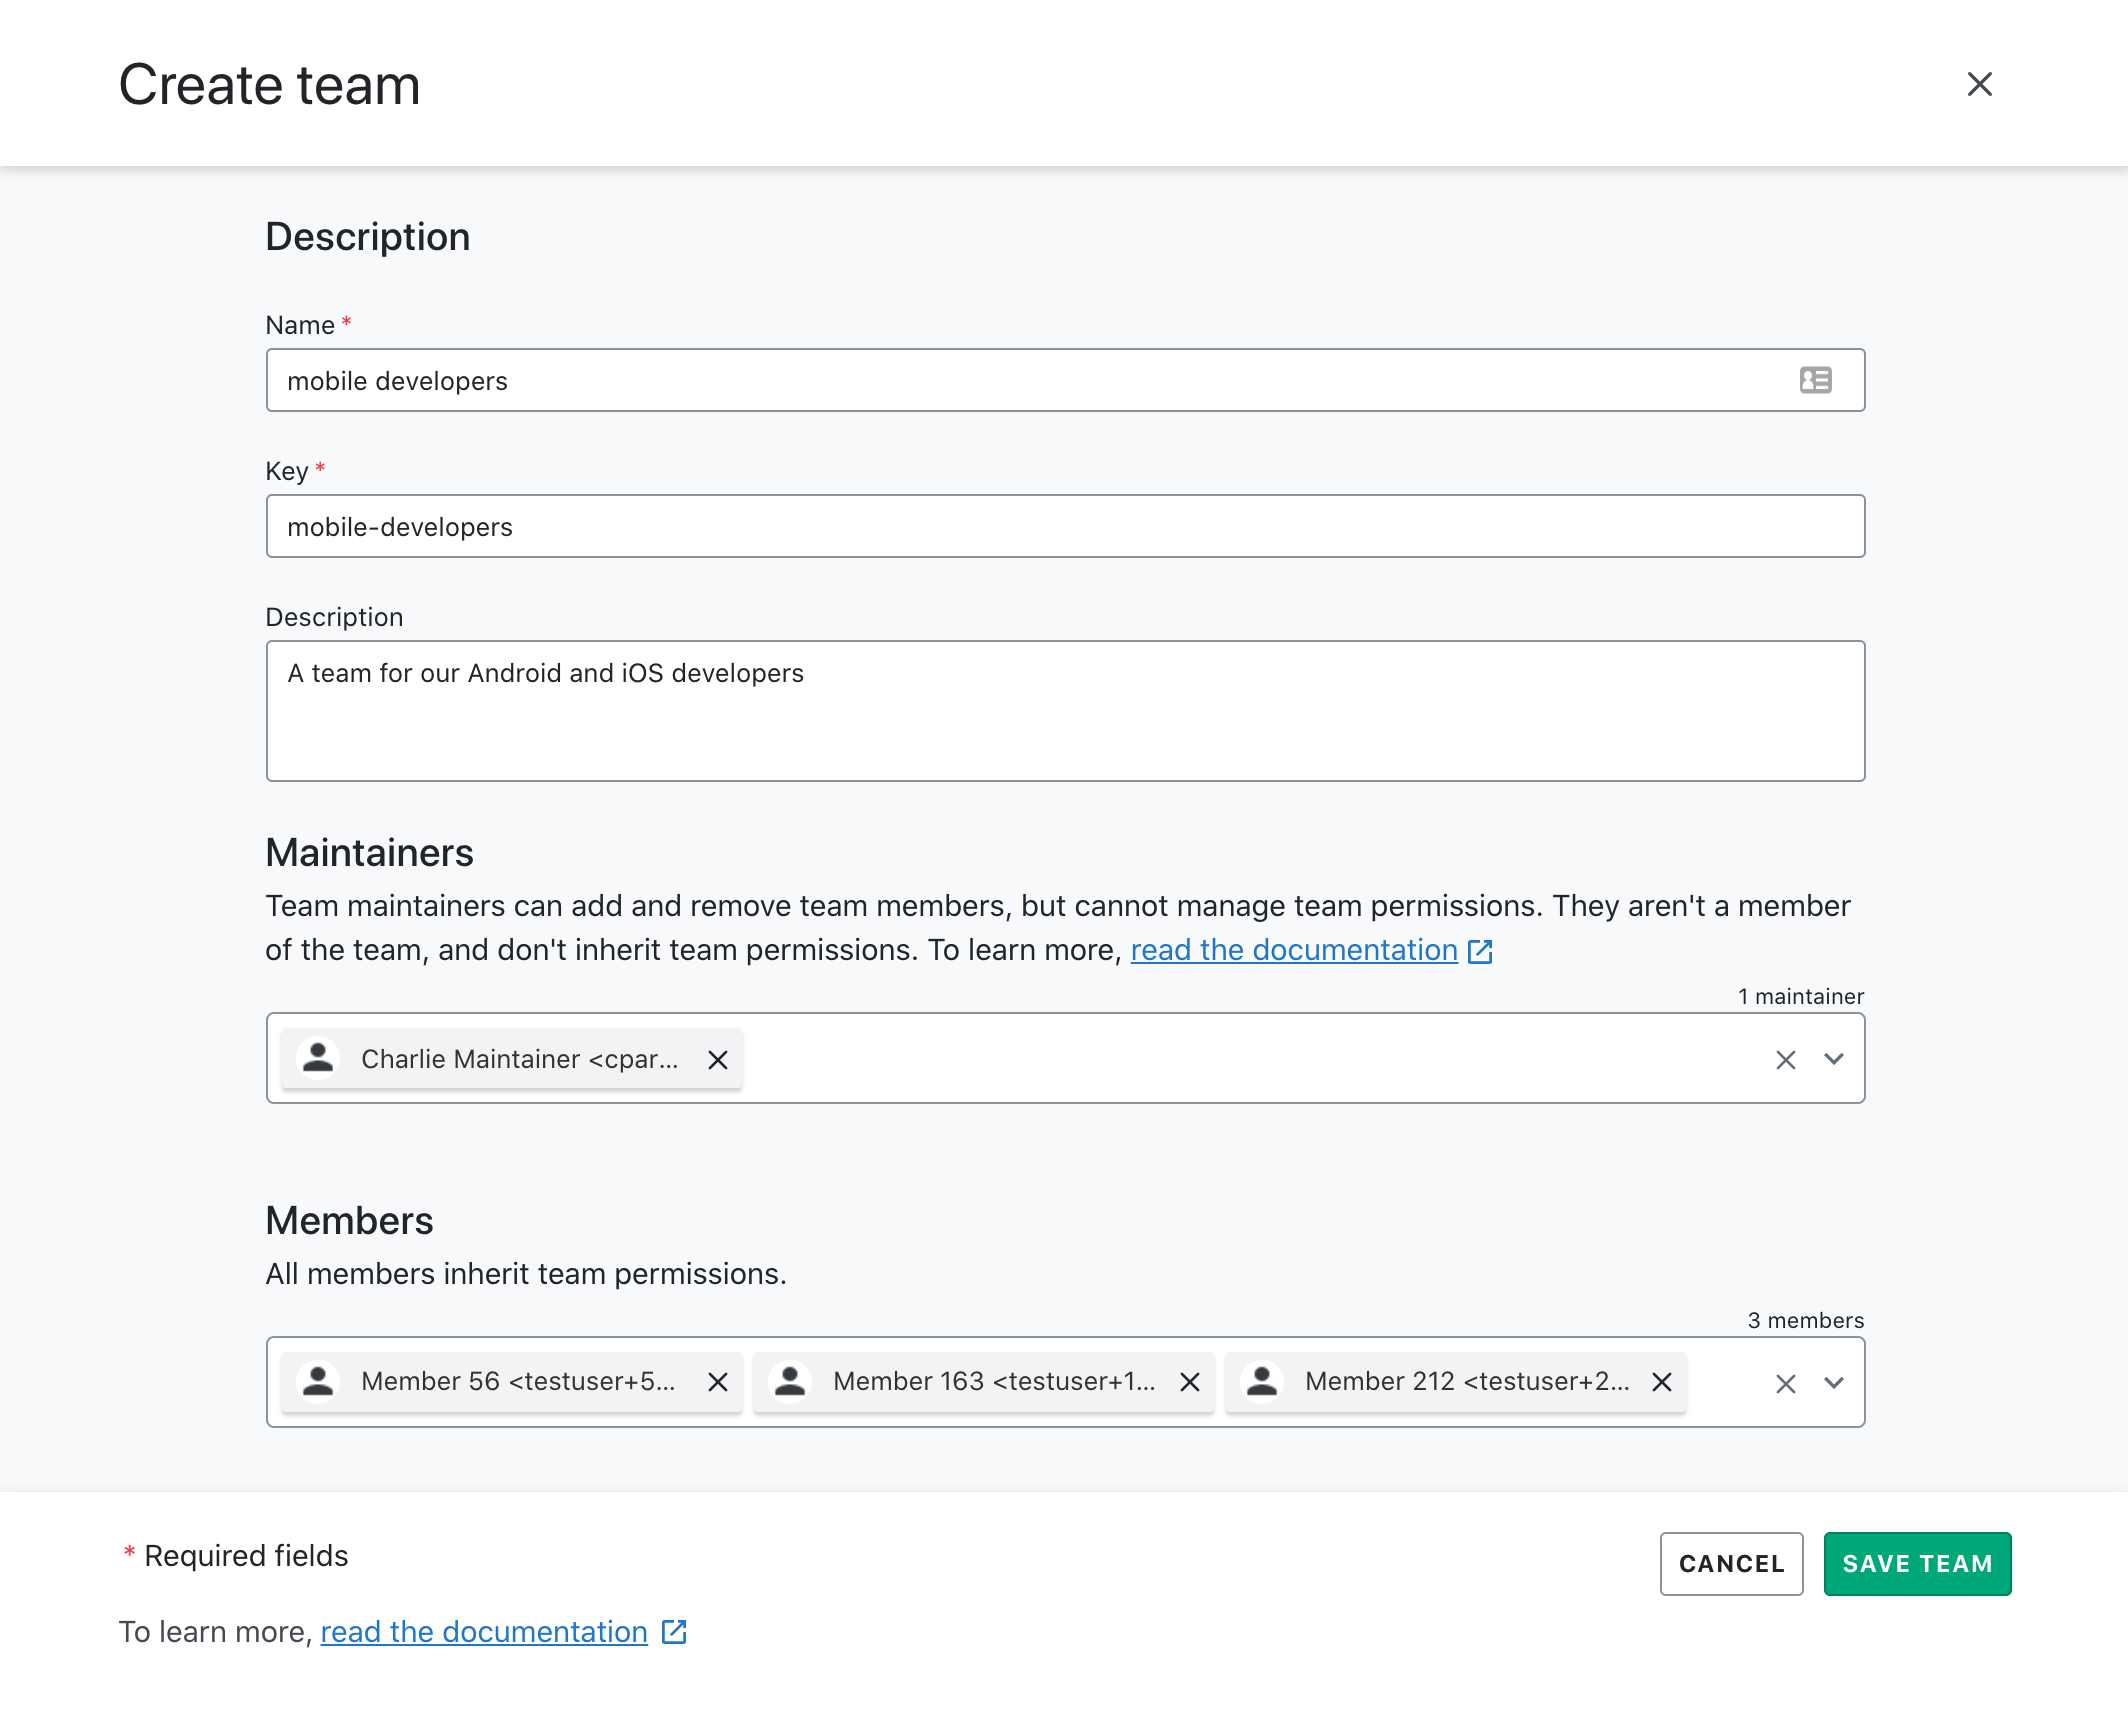 Create team
Description
Name *
mobile developers
Key *
mobile-developers
Description
A team for our Android and iOS developers
Maintainers
Team maintainers can add and remove team members, but cannot manage team permissions. They aren't a member
of the team, and don't inherit team permissions. To learn more, read the documentation
1 maintainer
Charlie Maintainer <cpar...
Members
All members inherit team permissions.
3 members
Member 56 <testuser+5... Member 163 <testuser+1... Member 212 <testuser+2...
* Required fields
CANCEL SAVE TEAM
To learn more, read the documentation